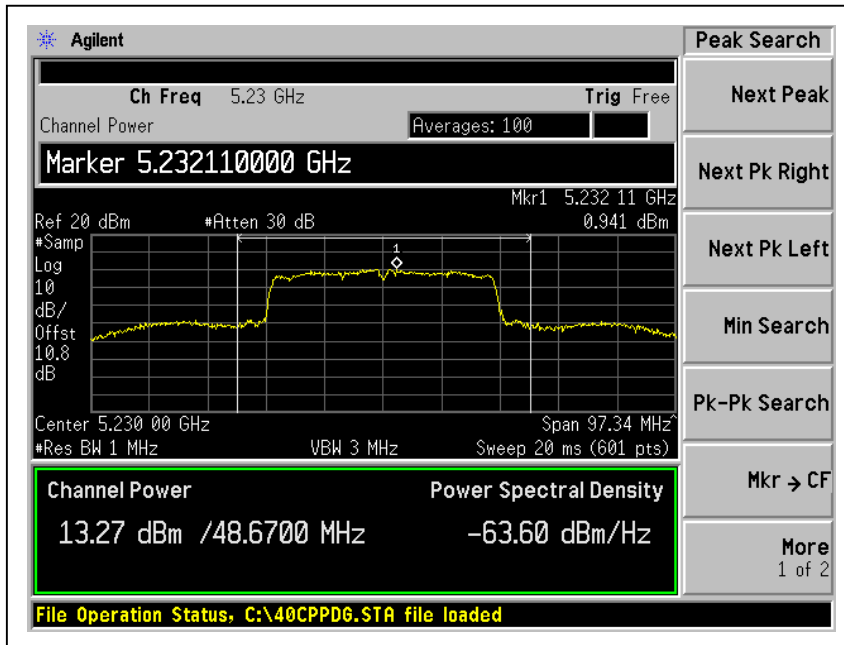 Agilent
Peak Search
Ch Freq 5.23 GHz Trig Free
Channel Power Averages: 100
Marker 5.232110000 GHz
Mkr1 5.232 11 GHz
Ref 20 dBm #Atten 30 dB 0.941 dBm
#Samp
Log
10
dB/
Offst
10.8
dB
1
Center 5.230 00 GHz Span 97.34 MHz^
#Res BW 1 MHz VBW 3 MHz Sweep 20 ms (601 pts)
Channel Power Power Spectral Density
13.27 dBm /48.6700 MHz -63.60 dBm/Hz
File Operation Status, C:\40CPPDG.STA file loaded
Next Peak
Next Pk Right
Next Pk Left
Min Search
Pk-Pk Search
Mkr → CF
More
1 of 2